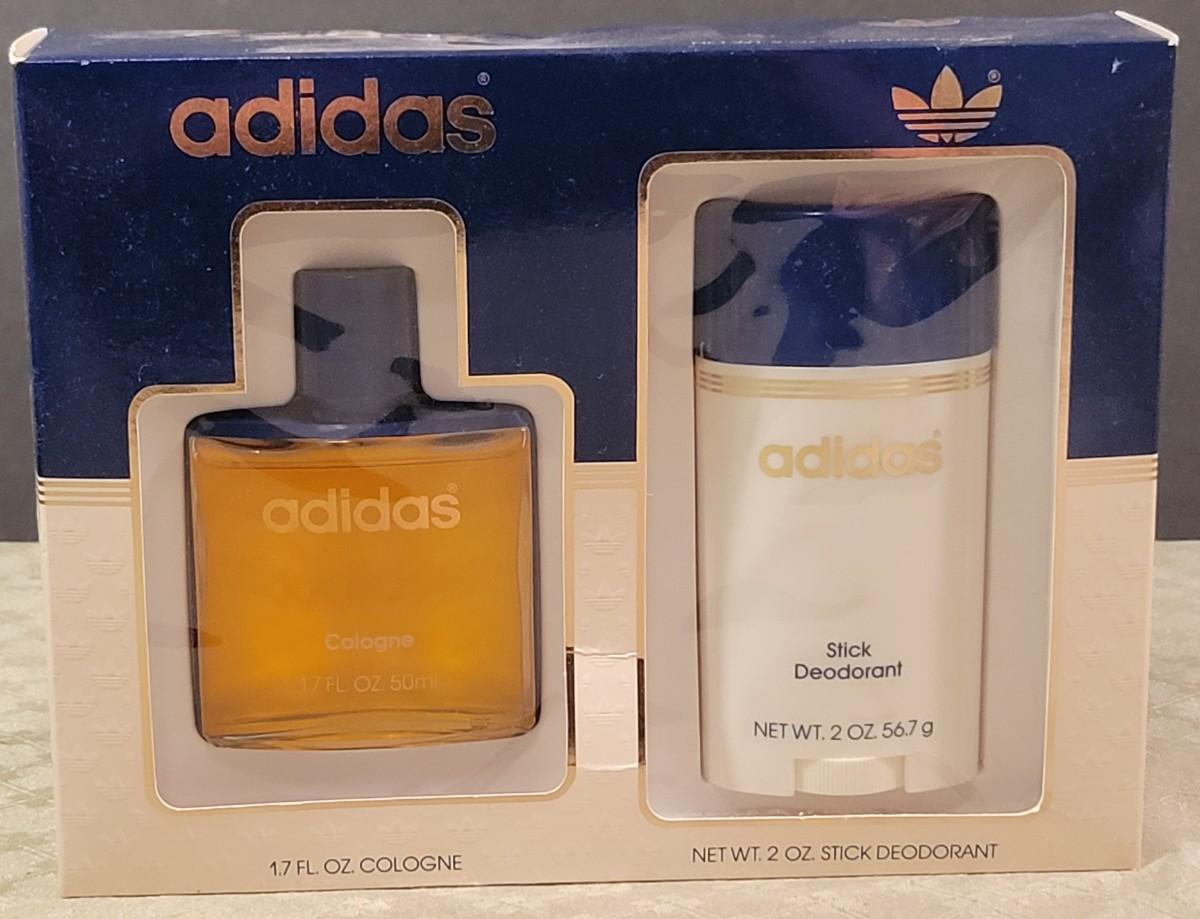 adidas®
®
adidas®
Cologne
1.7 FL. OZ. 50ml
adidas®
Stick
Deodorant
NET WT. 2 OZ. 56.7 g
1.7 FL. OZ. COLOGNE
NET WT. 2 OZ. STICK DEODORANT